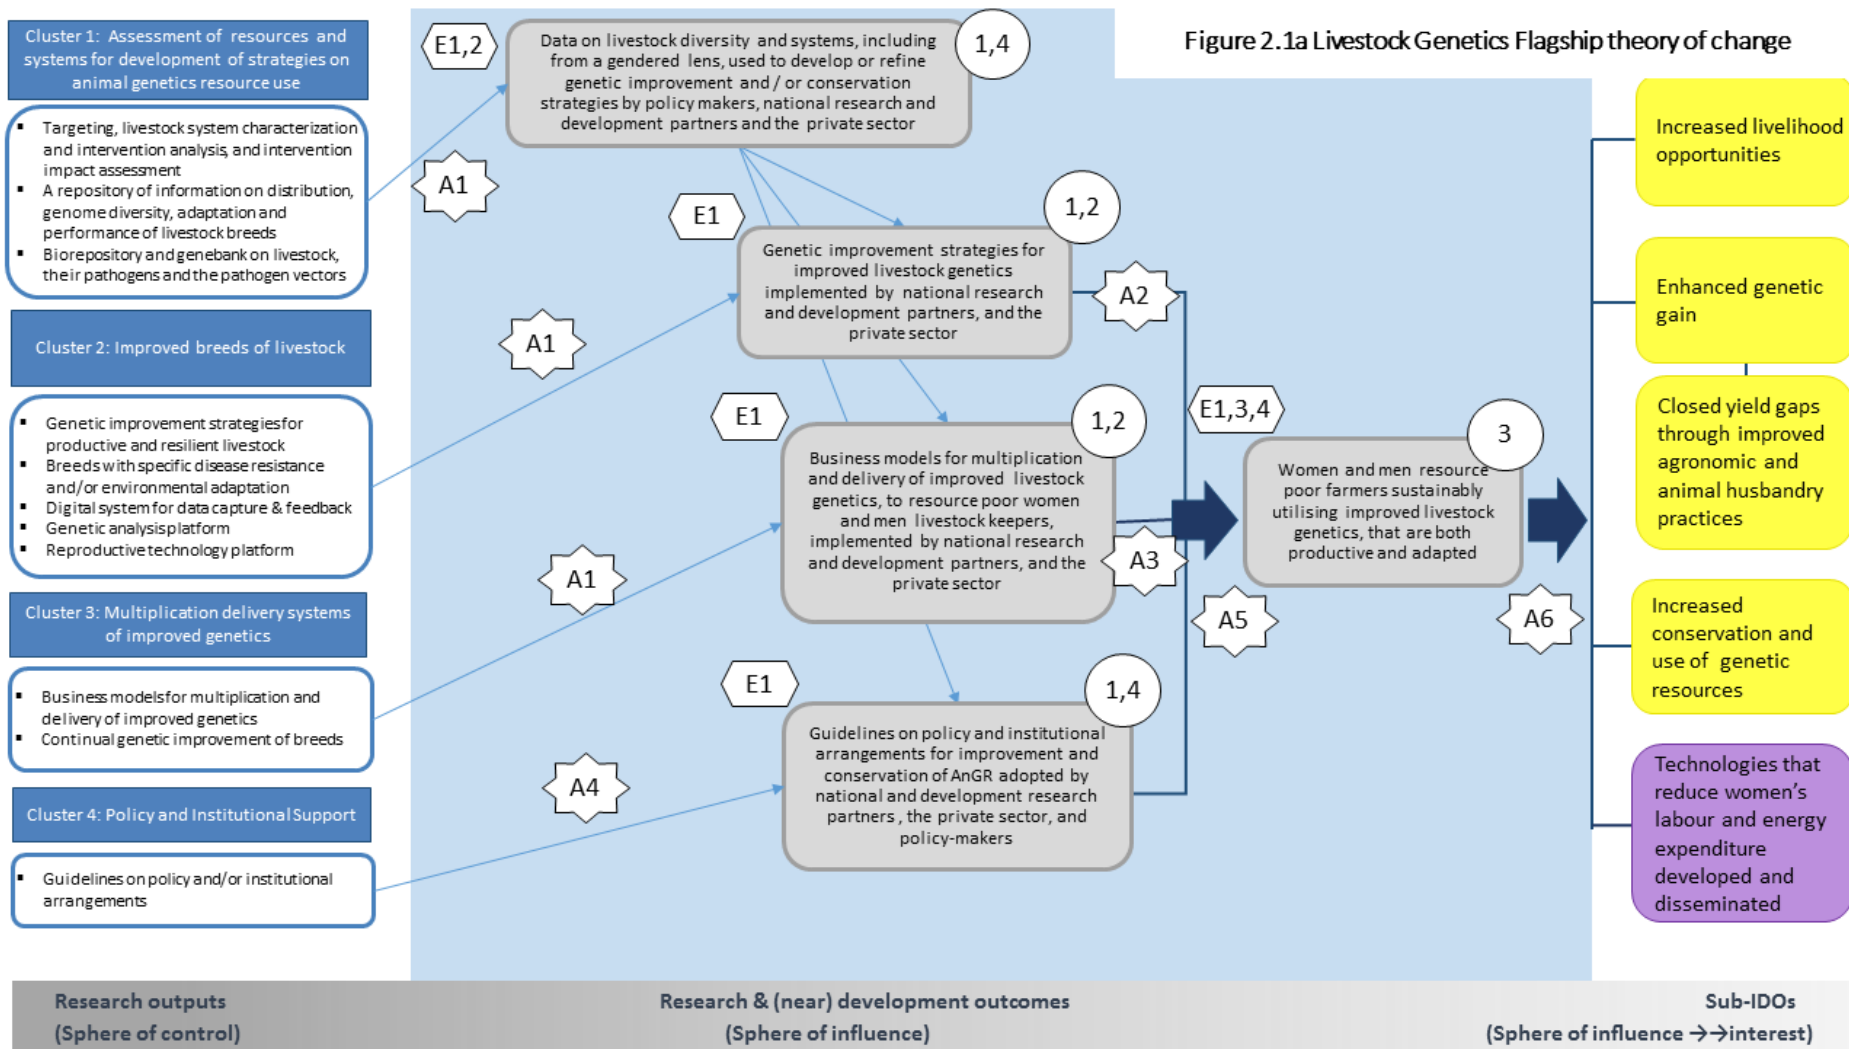 Figure 2.1a Livestock Genetics Flagship theory of change
Cluster 1: Assessment of resources and
systems for development of strategies on
animal genetics resource use
▪ Targeting, livestock system characterization
and intervention analysis, and intervention
impact assessment
▪ A repository of information on distribution,
genome diversity, adaptation and
performance of livestock breeds
▪ Biorepository and genebank on livestock,
their pathogens and the pathogen vectors
Cluster 2: Improved breeds of livestock
▪ Genetic improvement strategies for
productive and resilient livestock
▪ Breeds with specific disease resistance
and/or environmental adaptation
▪ Digital system for data capture & feedback
▪ Genetic analysis platform
▪ Reproductive technology platform
Cluster 3: Multiplication delivery systems
of improved genetics
▪ Business models for multiplication and
delivery of improved genetics
▪ Continual genetic improvement of breeds
Cluster 4: Policy and Institutional Support
▪ Guidelines on policy and/or institutional
arrangements
E1,2
1,4
Data on livestock diversity and systems, including
from a gendered lens, used to develop or refine
genetic improvement and / or conservation
strategies by policy makers, national research and
development partners and the private sector
A1
E1
1,2
Genetic improvement strategies for
improved livestock genetics
implemented by national research
and development partners, and the
private sector
A1
A2
E1
1,2
Business models for multiplication
and delivery of improved livestock
genetics, to resource poor women
and men livestock keepers,
implemented by national research
and development partners, and the
private sector
A1
A3
E1
1,4
Guidelines on policy and institutional
arrangements for improvement and
conservation of AnGR adopted by
national and development research
partners , the private sector, and
policy-makers
A4
E1,3,4
3
Women and men resource
poor farmers sustainably
utilising improved livestock
genetics, that are both
productive and adapted
A5
A6
Increased livelihood
opportunities
Enhanced genetic
gain
Closed yield gaps
through improved
agronomic and
animal husbandry
practices
Increased
conservation and
use of genetic
resources
Technologies that
reduce women's
labour and energy
expenditure
developed and
disseminated
Research outputs
(Sphere of control)
Research & (near) development outcomes
(Sphere of influence)
Sub-IDOs
(Sphere of influence →→interest)